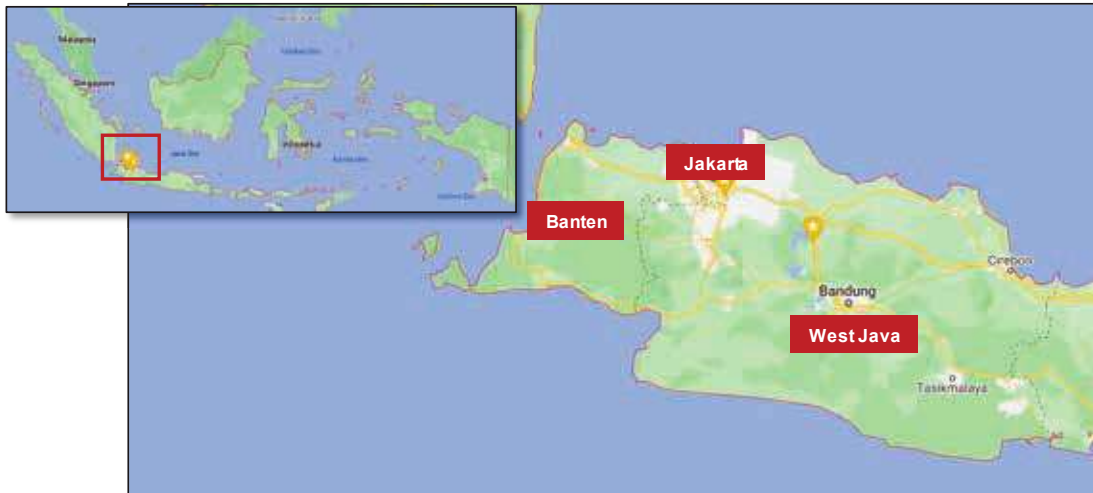 Malaysia
Singapore
Java Sea
Indonesia
Jakarta
Banten
Cirebon
Bandung
West Java
Tasikmalaya